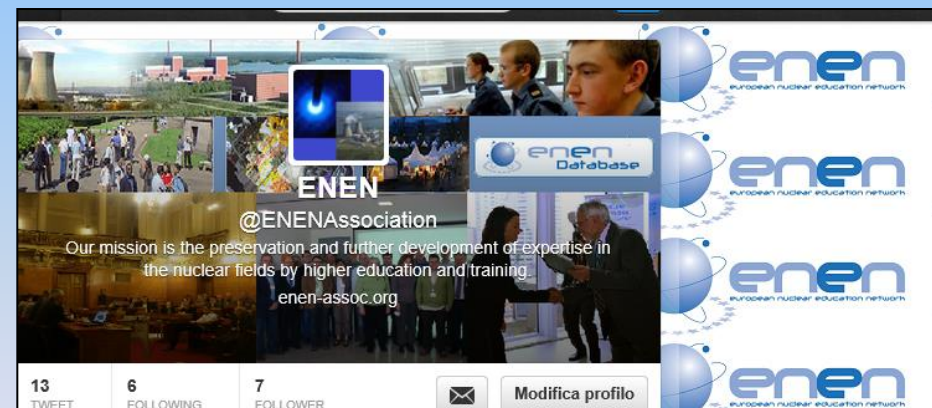 enen
Database
ENEN_
@ENENAssociation
Our mission is the preservation and further development of expertise in
the nuclear fields by higher education and training.
enen-assoc.org
13
TWEET
6
FOLLOWING
7
FOLLOWER
Modifica profilo
enen
european nuclear education network
enen
european nuclear education network
enen
european nuclear education network
enen
european nuclear education network